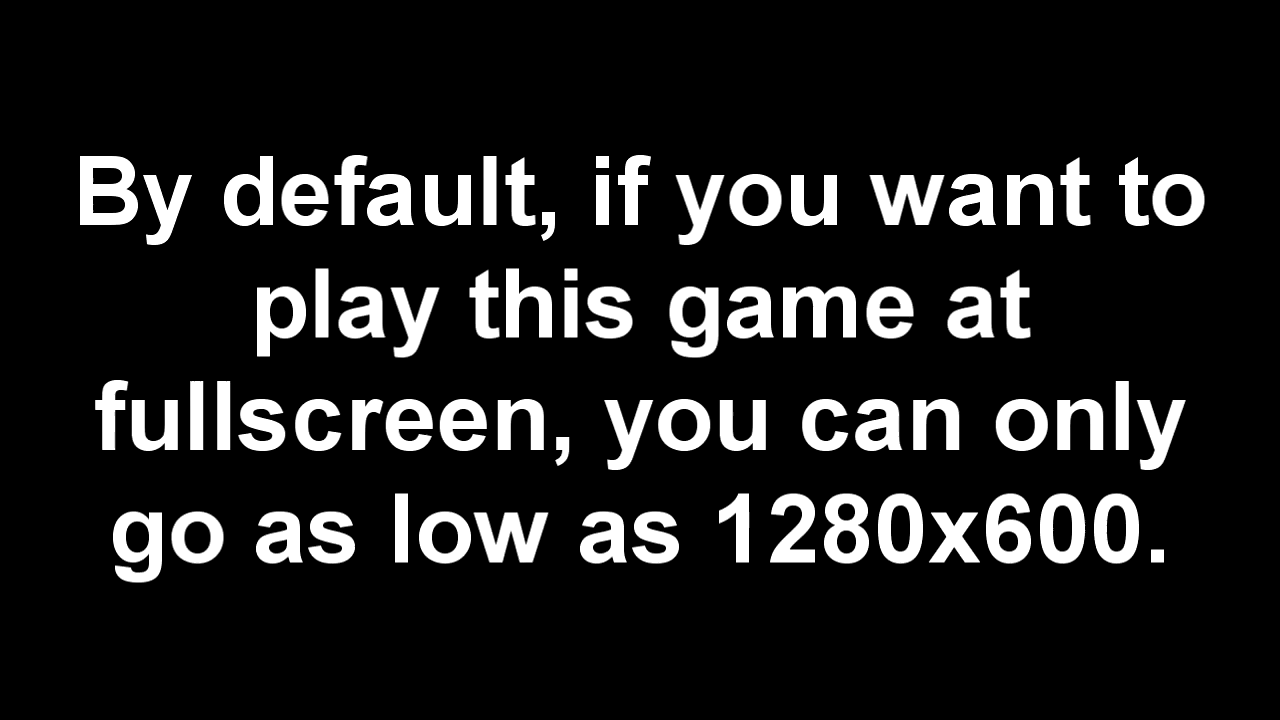 By default, if you want to
play this game at
fullscreen, you can only
go as low as 1280x600.